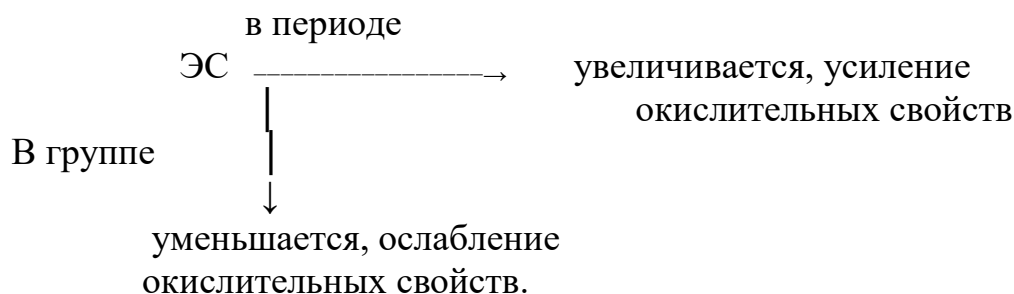 в периоде
ЭС -----------------→ увеличивается, усиление
окислительных свойств
В группе
↓
уменьшается, ослабление
окислительных свойств.